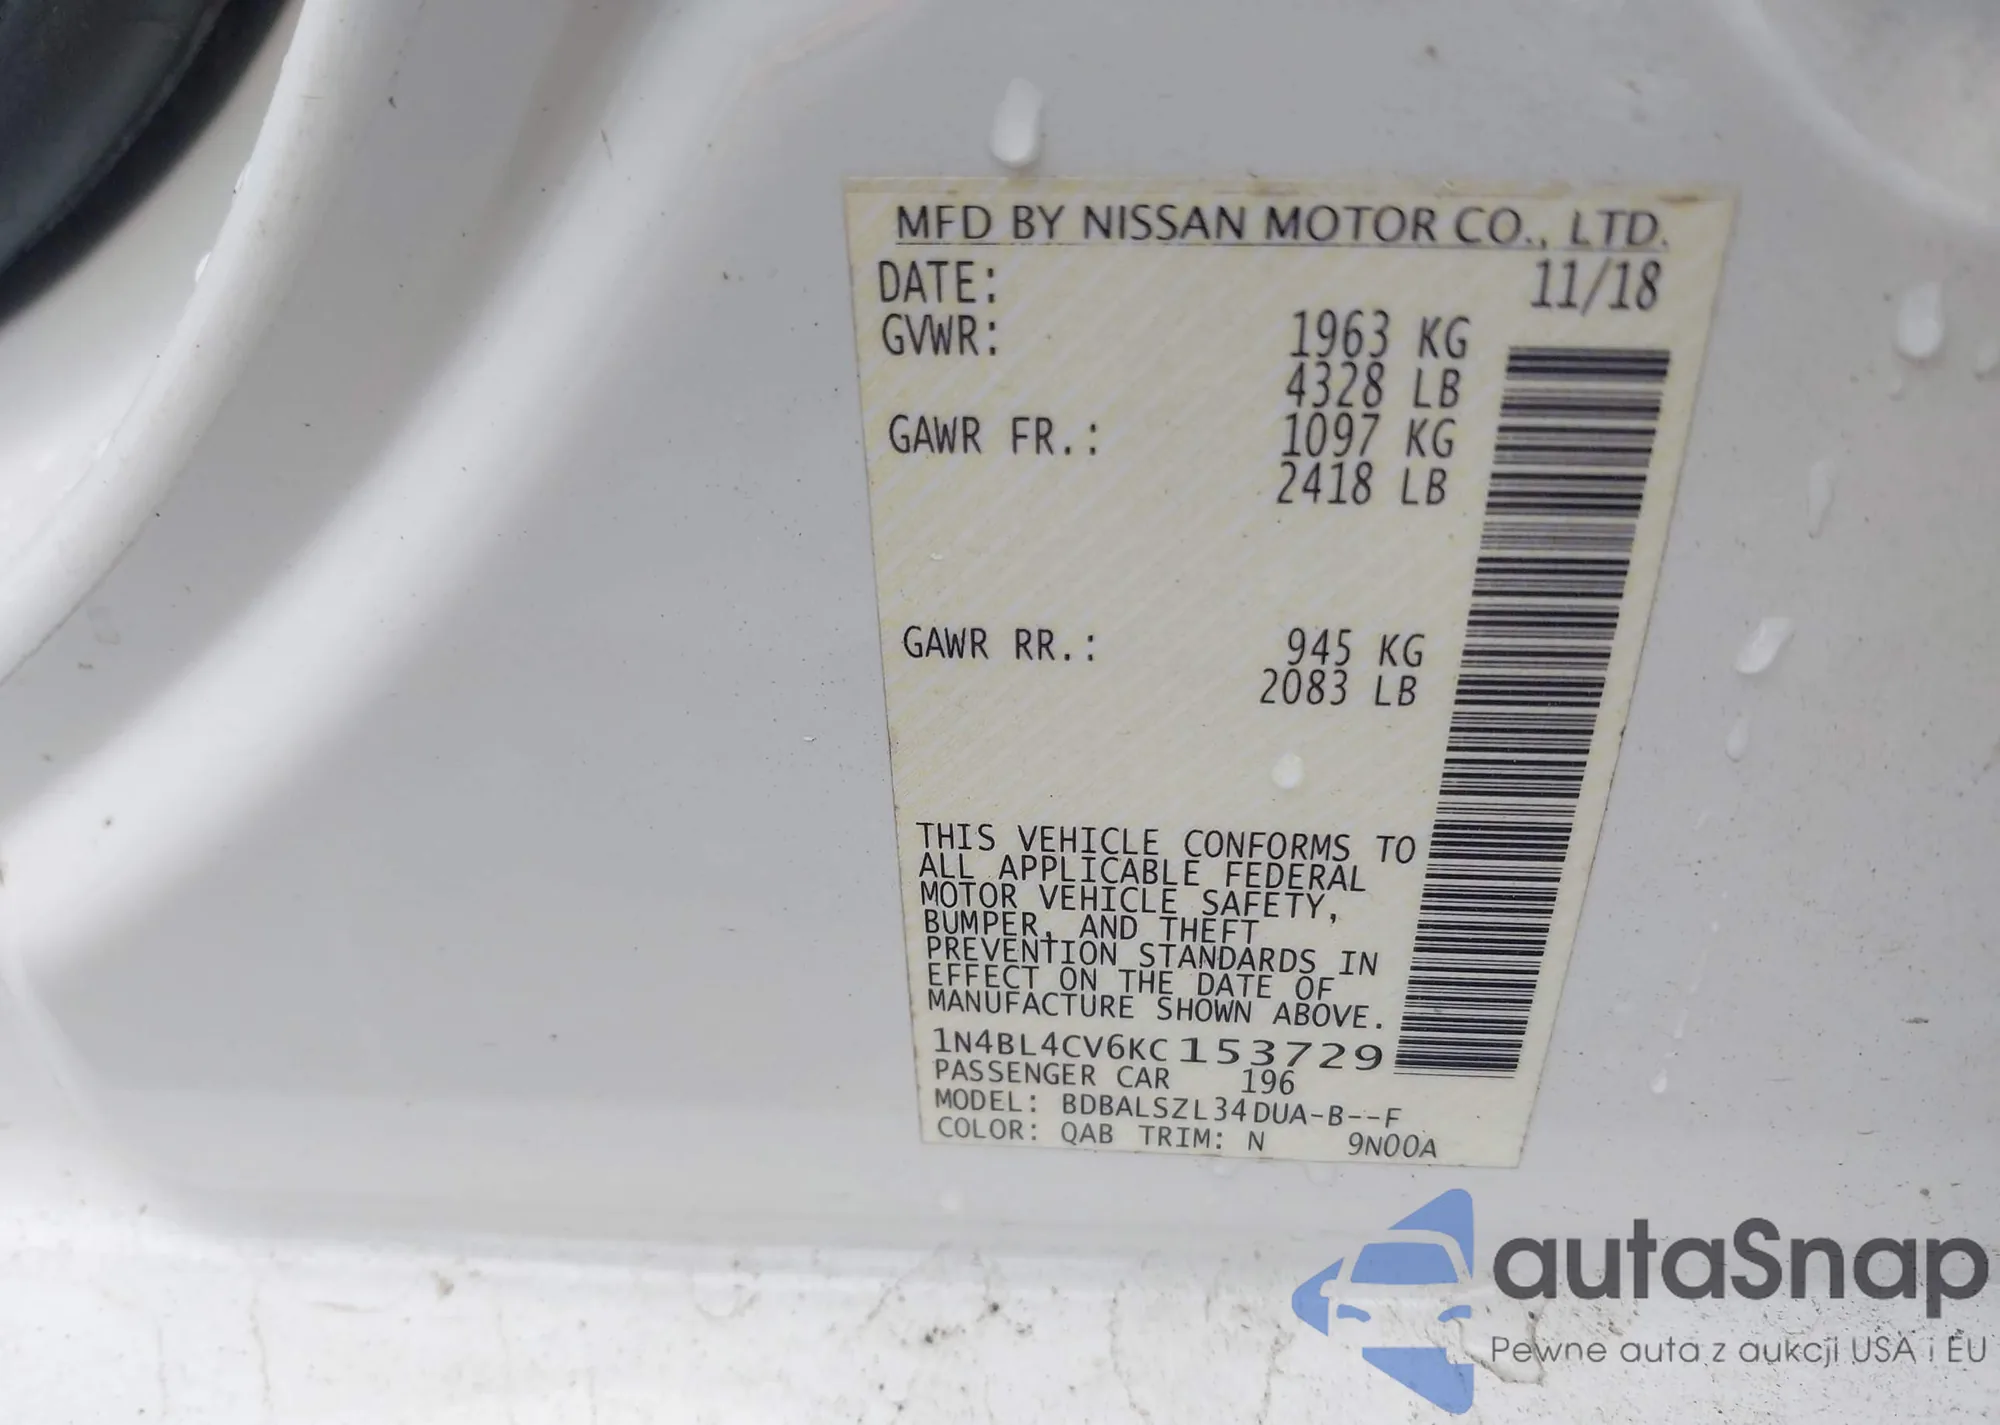 MFD BY NISSAN MOTOR CO., LTD.
DATE: 11/18
GVWR: 1963 KG
4328 LB
GAWR FR.: 1097 KG
2418 LB
GAWR RR.: 945 KG
2083 LB
THIS VEHICLE CONFORMS TO
ALL APPLICABLE FEDERAL
MOTOR VEHICLE SAFETY,
BUMPER, AND THEFT
PREVENTION STANDARDS IN
EFFECT ON THE DATE OF
MANUFACTURE SHOWN ABOVE.
1N4BL4CV6KC153729
PASSENGER CAR 196
MODEL: BDBALSZL34DUA-B--F
COLOR: QAB TRIM: N 9N00A
autaSnap
Pewne auta z aukcji USA i EU